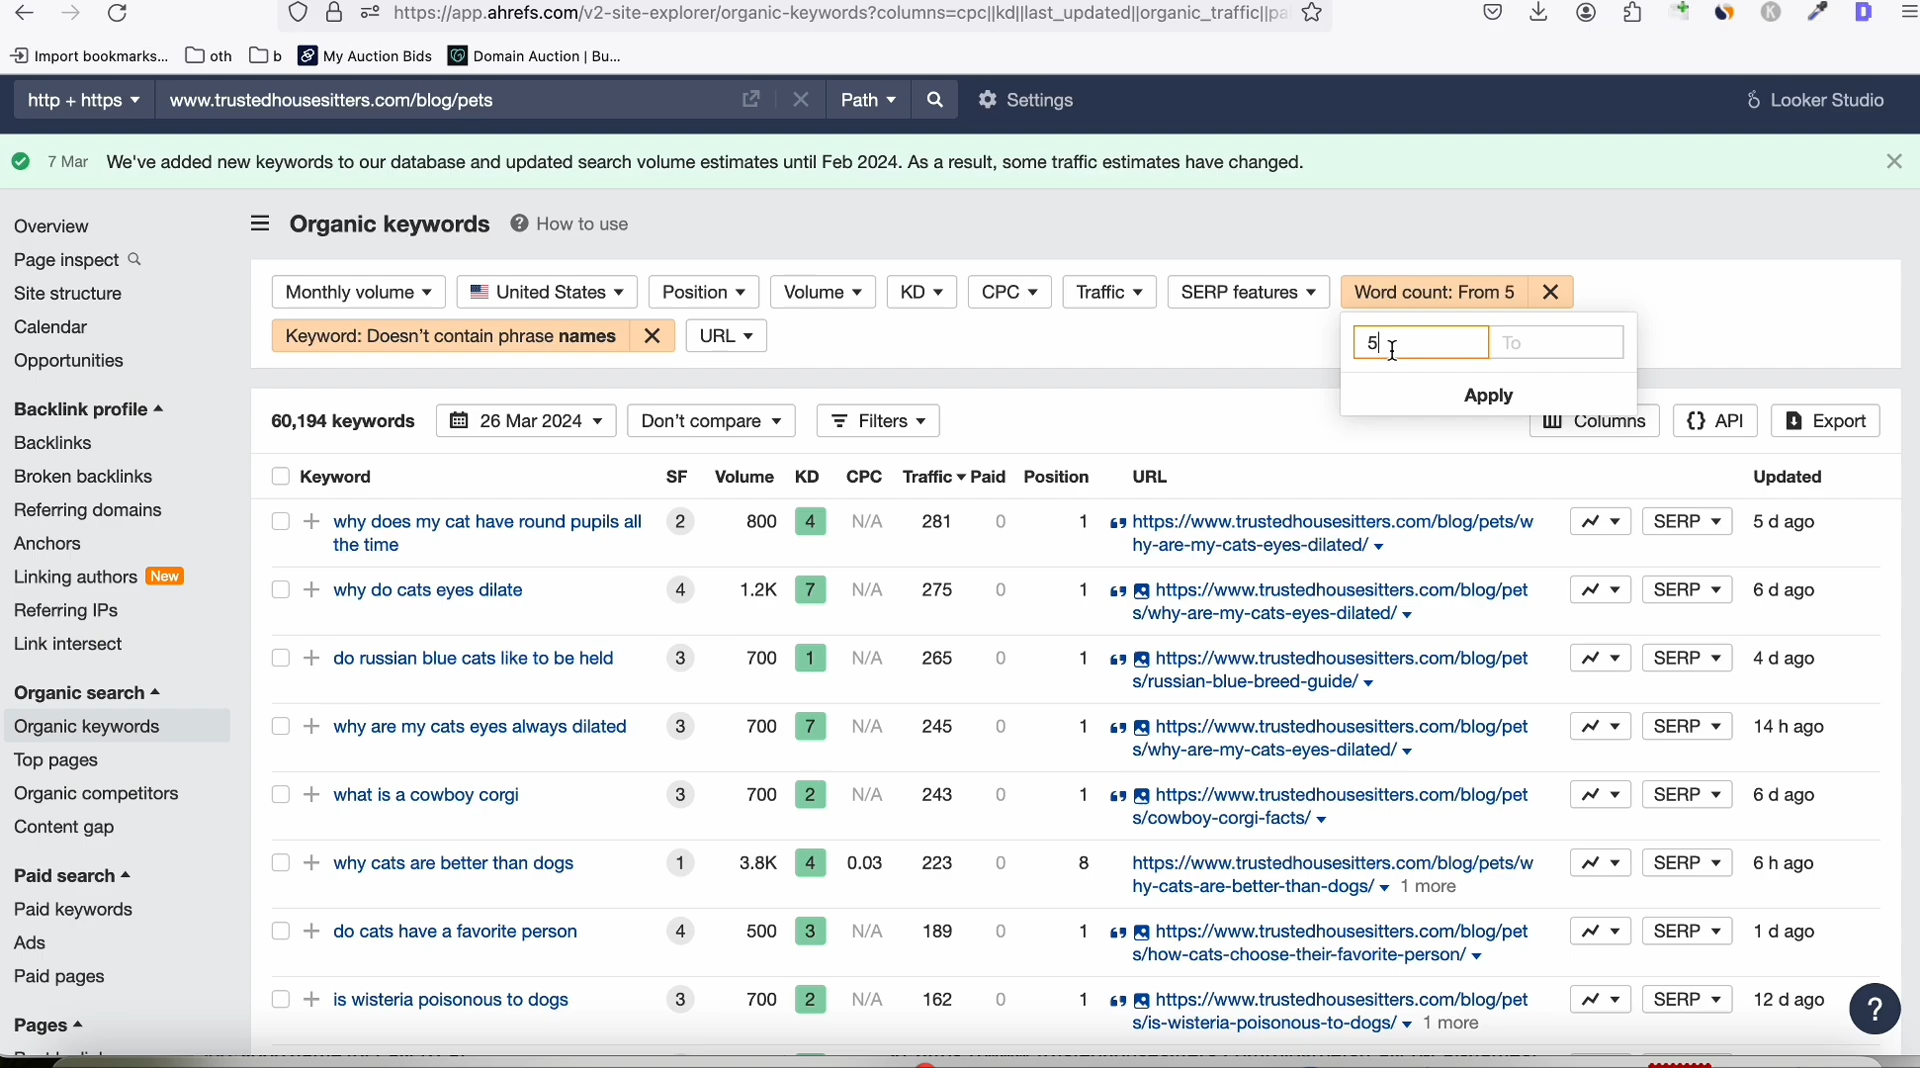 https://app.ahrefs.com/v2-site-explorer/organic-keywords?columns=cpc||kd||last_updated||organic_traffic||pa
Import bookmarks... oth b My Auction Bids Domain Auction | Bu...
http + https www.trustedhousesitters.com/blog/pets Path Settings Looker Studio
7 Mar We've added new keywords to our database and updated search volume estimates until Feb 2024. As a result, some traffic estimates have changed.
Overview
Page inspect
Site structure
Calendar
Opportunities
Backlink profile
Backlinks
Broken backlinks
Referring domains
Anchors
Linking authors New
Referring IPs
Link intersect
Organic search
Organic keywords
Top pages
Organic competitors
Content gap
Paid search
Paid keywords
Ads
Paid pages
Pages
Organic keywords ? How to use
Monthly volume United States Position Volume KD CPC Traffic SERP features Word count: From 5
Keyword: Doesn't contain phrase names URL
5 To
Apply
60,194 keywords 26 Mar 2024 Don't compare Filters Columns {} API Export
Keyword SF Volume KD CPC Traffic Paid Position URL Updated
why does my cat have round pupils all 2 800 4 N/A 281 0 1 https://www.trustedhousesitters.com/blog/pets/w SERP 5 d ago
the time hy-are-my-cats-eyes-dilated/
why do cats eyes dilate 4 1.2K 7 N/A 275 0 1 https://www.trustedhousesitters.com/blog/pet SERP 6 d ago
s/why-are-my-cats-eyes-dilated/
do russian blue cats like to be held 3 700 1 N/A 265 0 1 https://www.trustedhousesitters.com/blog/pet SERP 4 d ago
s/russian-blue-breed-guide/
why are my cats eyes always dilated 3 700 7 N/A 245 0 1 https://www.trustedhousesitters.com/blog/pet SERP 14 h ago
s/why-are-my-cats-eyes-dilated/
what is a cowboy corgi 3 700 2 N/A 243 0 1 https://www.trustedhousesitters.com/blog/pet SERP 6 d ago
s/cowboy-corgi-facts/
why cats are better than dogs 1 3.8K 4 0.03 223 0 8 https://www.trustedhousesitters.com/blog/pets/w SERP 6 h ago
hy-cats-are-better-than-dogs/ 1 more
do cats have a favorite person 4 500 3 N/A 189 0 1 https://www.trustedhousesitters.com/blog/pet SERP 1 d ago
s/how-cats-choose-their-favorite-person/
is wisteria poisonous to dogs 3 700 2 N/A 162 0 1 https://www.trustedhousesitters.com/blog/pet SERP 12 d ago
s/is-wisteria-poisonous-to-dogs/ 1 more
?